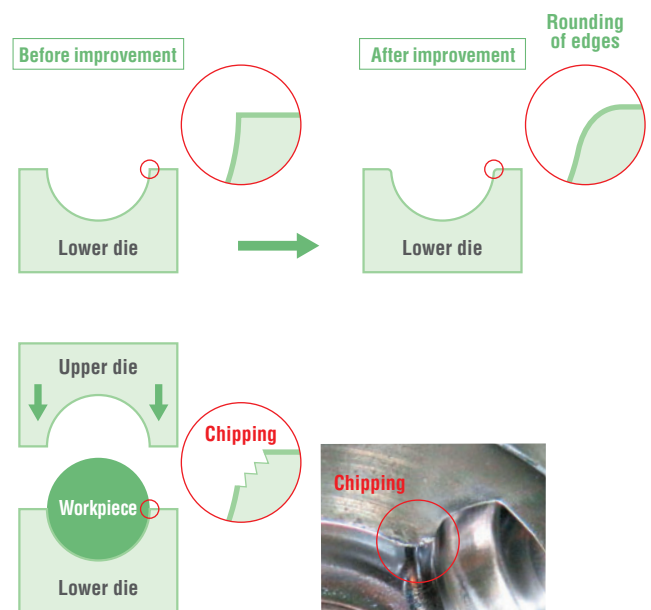 Before improvement
After improvement
Rounding
of edges
Lower die
Lower die
Upper die
Workpiece
Lower die
Chipping
Chipping